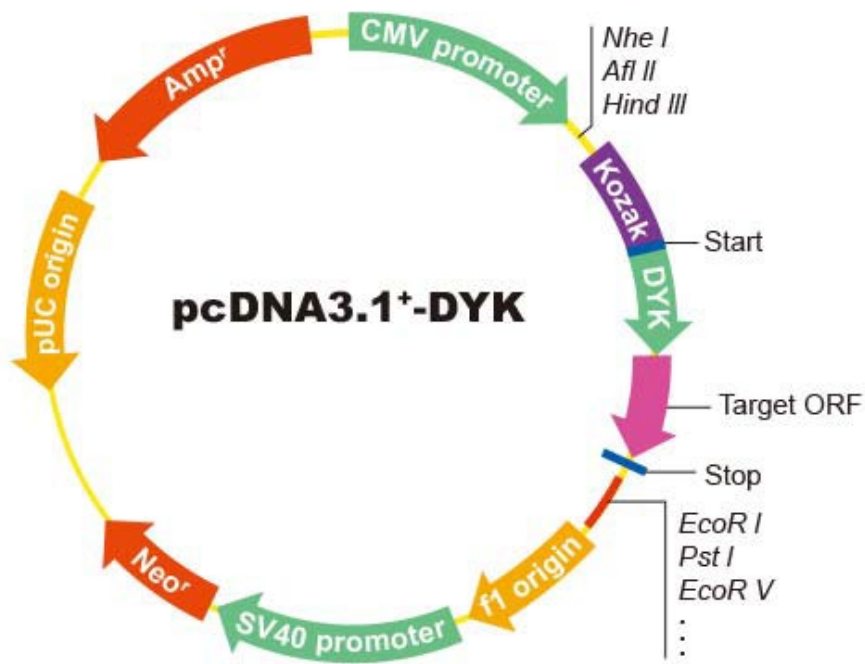 CMV promoter
Nhe I
Afl II
Hind III
Kozak
Start
DYK
Target ORF
Stop
EcoR I
Pst I
EcoR V
⋮
f1 origin
SV40 promoter
Neoʳ
pUC origin
Ampʳ
pcDNA3.1⁺-DYK